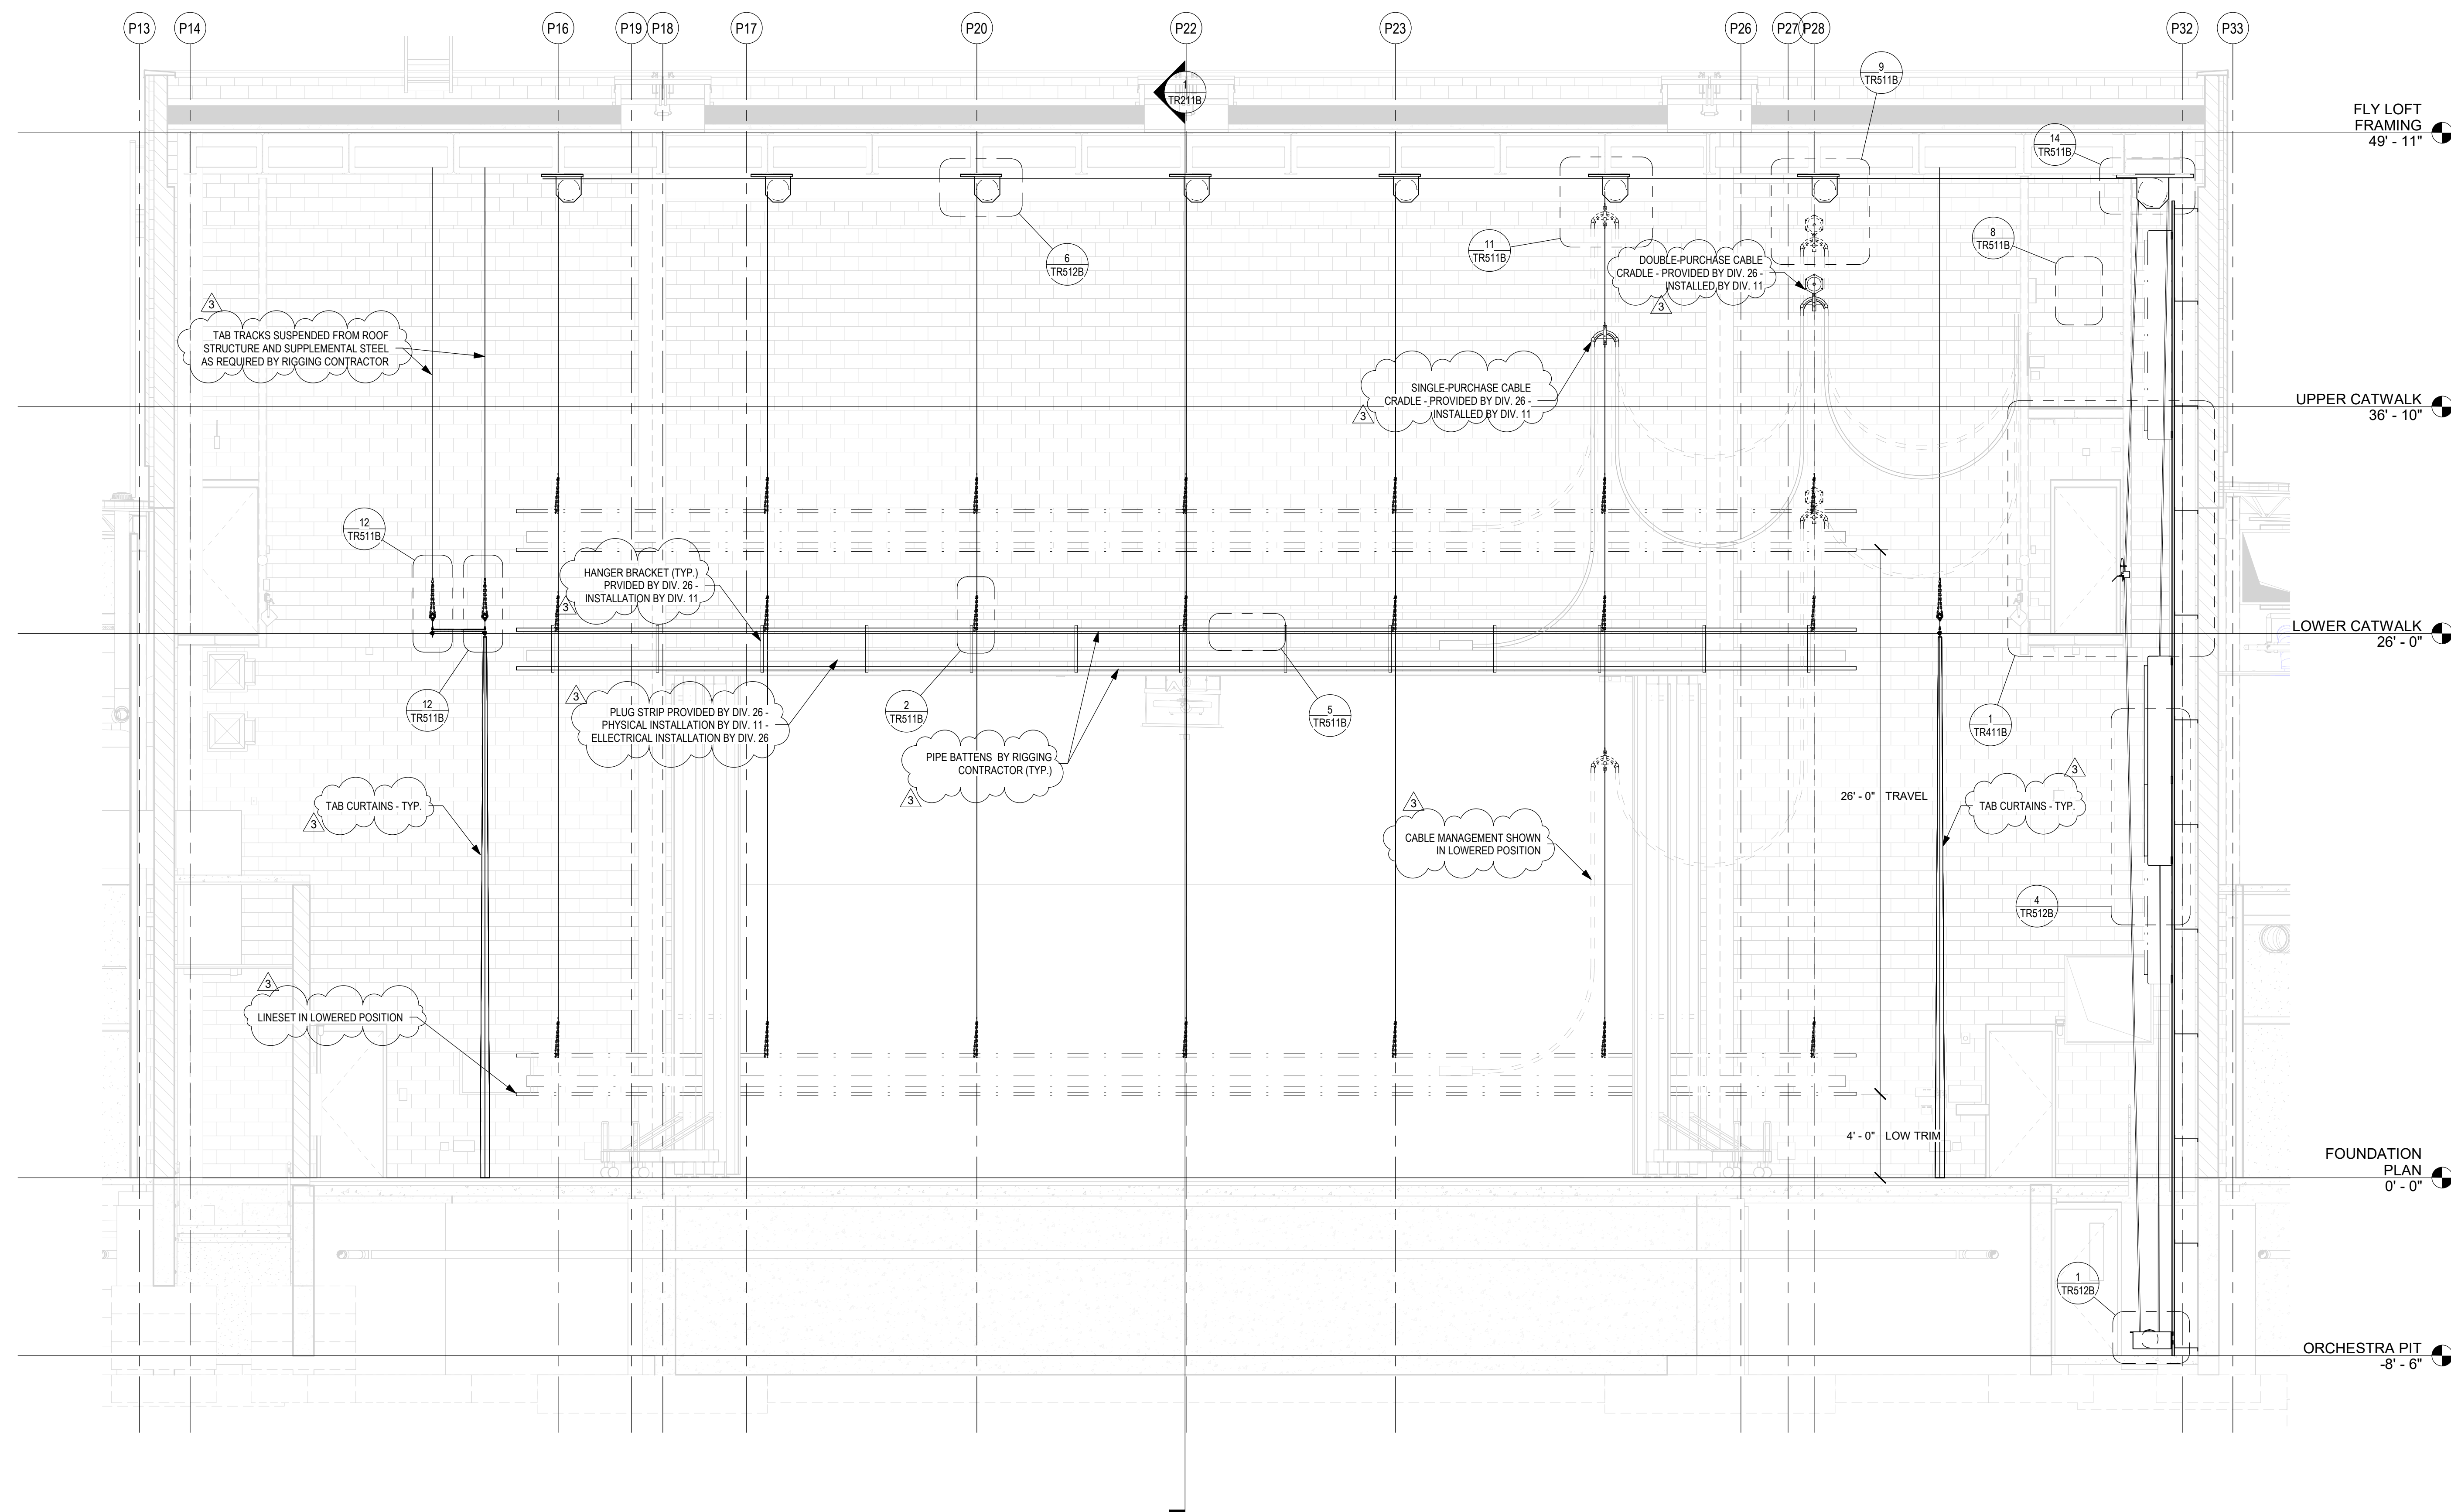 P13
P14
P16
P19
P18
P17
P20
P22
P23
P26
P27
P28
P32
P33
1
TR211B
9
TR511B
14
TR511B
FLY LOFT
FRAMING
49' - 11"
6
TR512B
11
TR511B
8
TR511B
DOUBLE-PURCHASE CABLE
CRADLE - PROVIDED BY DIV. 26 -
INSTALLED BY DIV. 11
3
3
TAB TRACKS SUSPENDED FROM ROOF
STRUCTURE AND SUPPLEMENTAL STEEL
AS REQUIRED BY RIGGING CONTRACTOR
SINGLE-PURCHASE CABLE
CRADLE - PROVIDED BY DIV. 26 -
INSTALLED BY DIV. 11
3
UPPER CATWALK
36' - 10"
12
TR511B
HANGER BRACKET (TYP.)
PRVIDED BY DIV. 26 -
INSTALLATION BY DIV. 11
3
LOWER CATWALK
26' - 0"
12
TR511B
3
PLUG STRIP PROVIDED BY DIV. 26 -
PHYSICAL INSTALLATION BY DIV. 11 -
ELLECTRICAL INSTALLATION BY DIV. 26
2
TR511B
5
TR511B
1
TR411B
PIPE BATTENS BY RIGGING
CONTRACTOR (TYP.)
3
TAB CURTAINS - TYP.
3
26' - 0" TRAVEL
3
TAB CURTAINS - TYP.
3
CABLE MANAGEMENT SHOWN
IN LOWERED POSITION
4
TR512B
3
LINESET IN LOWERED POSITION
4' - 0" LOW TRIM
FOUNDATION
PLAN
0' - 0"
1
TR512B
ORCHESTRA PIT
-8' - 6"